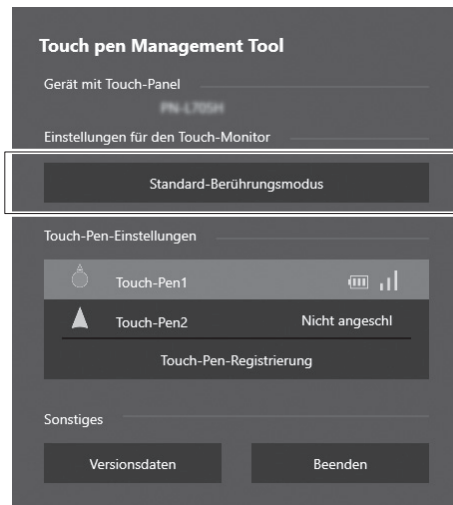 Touch pen Management Tool
Gerät mit Touch-Panel
PN-L705H
Einstellungen für den Touch-Monitor
Standard-Berührungsmodus
Touch-Pen-Einstellungen
Touch-Pen1
Touch-Pen2 Nicht angeschl
Touch-Pen-Registrierung
Sonstiges
Versionsdaten Beenden